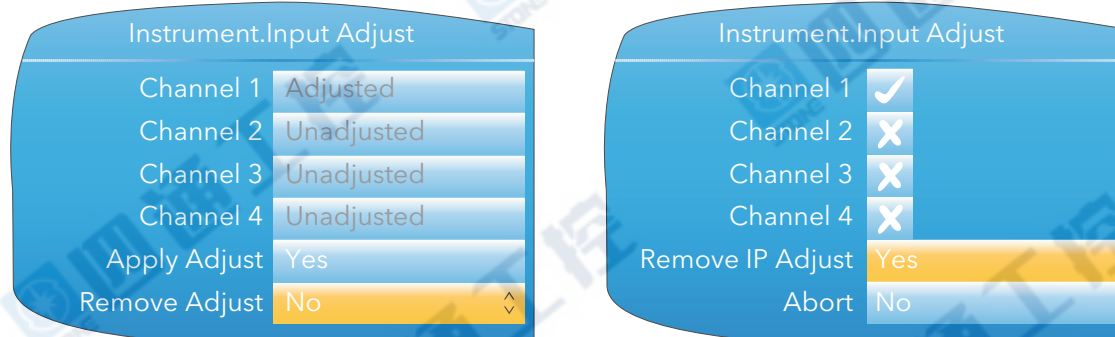 Instrument.Input Adjust
Channel 1 Adjusted
Channel 2 Unadjusted
Channel 3 Unadjusted
Channel 4 Unadjusted
Apply Adjust Yes
Remove Adjust No
Instrument.Input Adjust
Channel 1
Channel 2
Channel 3
Channel 4
Remove IP Adjust Yes
Abort No